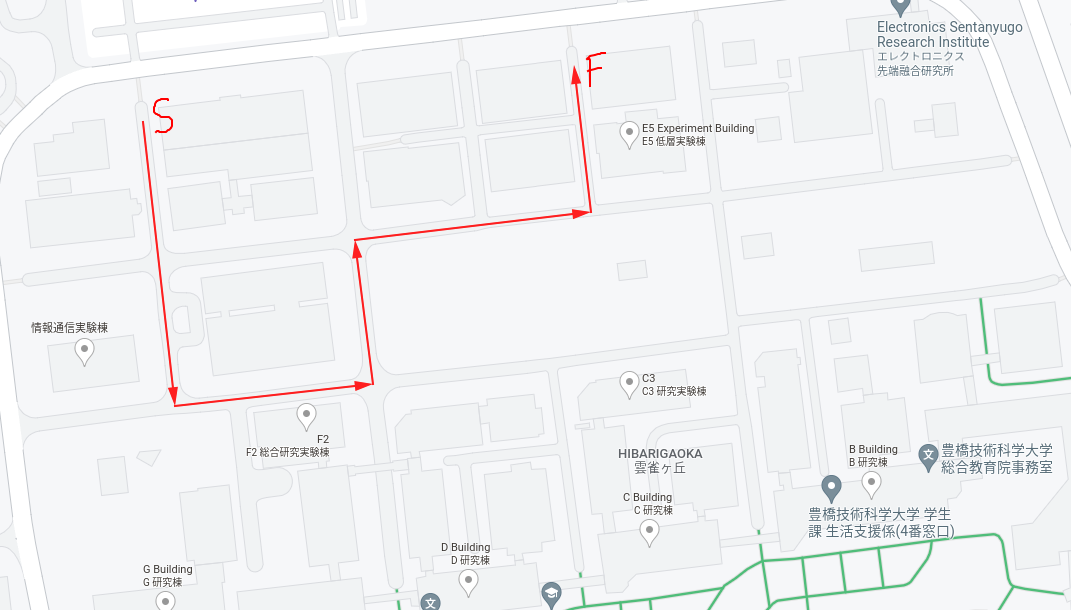 Electronics Sentanyugo
Research Institute
エレクトロニクス
先端融合研究所
S
F
E5 Experiment Building
E5 低層実験棟
情報通信実験棟
C3
C3 研究実験棟
F2
F2 総合研究実験棟
HIBARIGAOKA
雲雀ヶ丘
B Building
B 研究棟
文
豊橋技術科学大学
総合教育院事務室
C Building
C 研究棟
豊橋技術科学大学 学生
課 生活支援係(4番窓口)
D Building
D 研究棟
G Building
G 研究棟
文